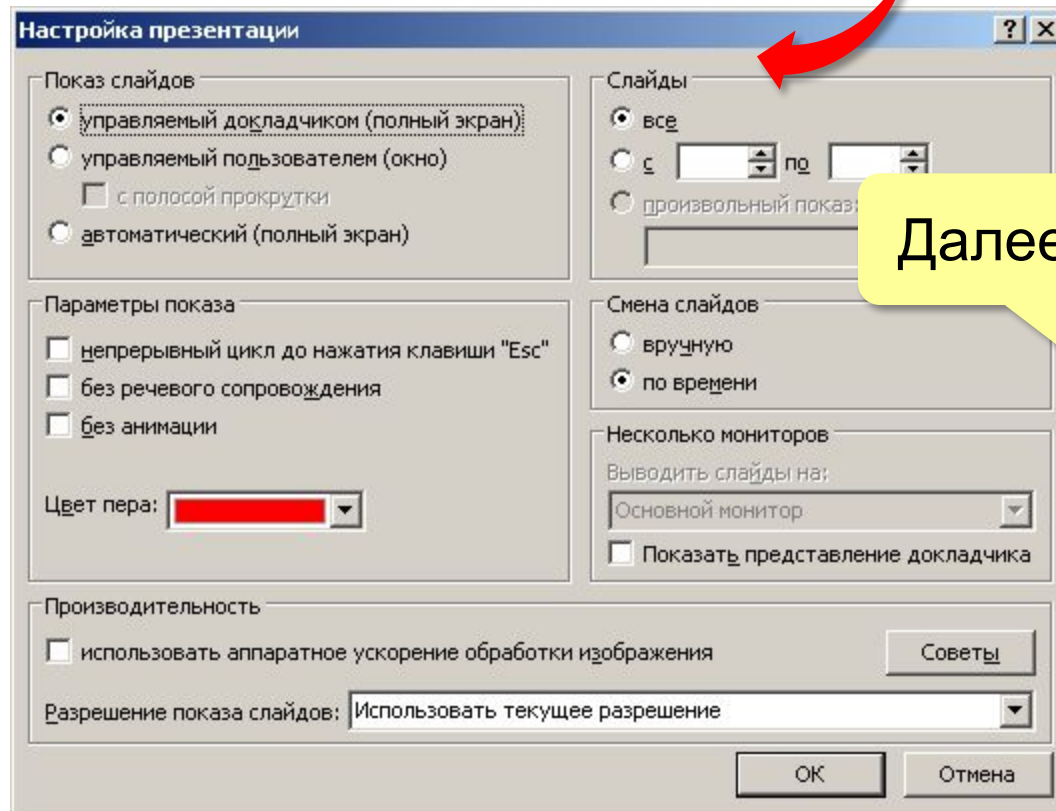 Настройка презентации
Показ слайдов
управляемый докладчиком (полный экран)
управляемый пользователем (окно)
с полосой прокрутки
автоматический (полный экран)
Слайды
все
с по
произвольный показ:
Далее
Параметры показа
непрерывный цикл до нажатия клавиши "Esc"
без речевого сопровождения
без анимации
Цвет пера:
Смена слайдов
вручную
по времени
Несколько мониторов
Выводить слайды на:
Основной монитор
Показать представление докладчика
Производительность
использовать аппаратное ускорение обработки изображения
Советы
Разрешение показа слайдов: Использовать текущее разрешение
ОК
Отмена